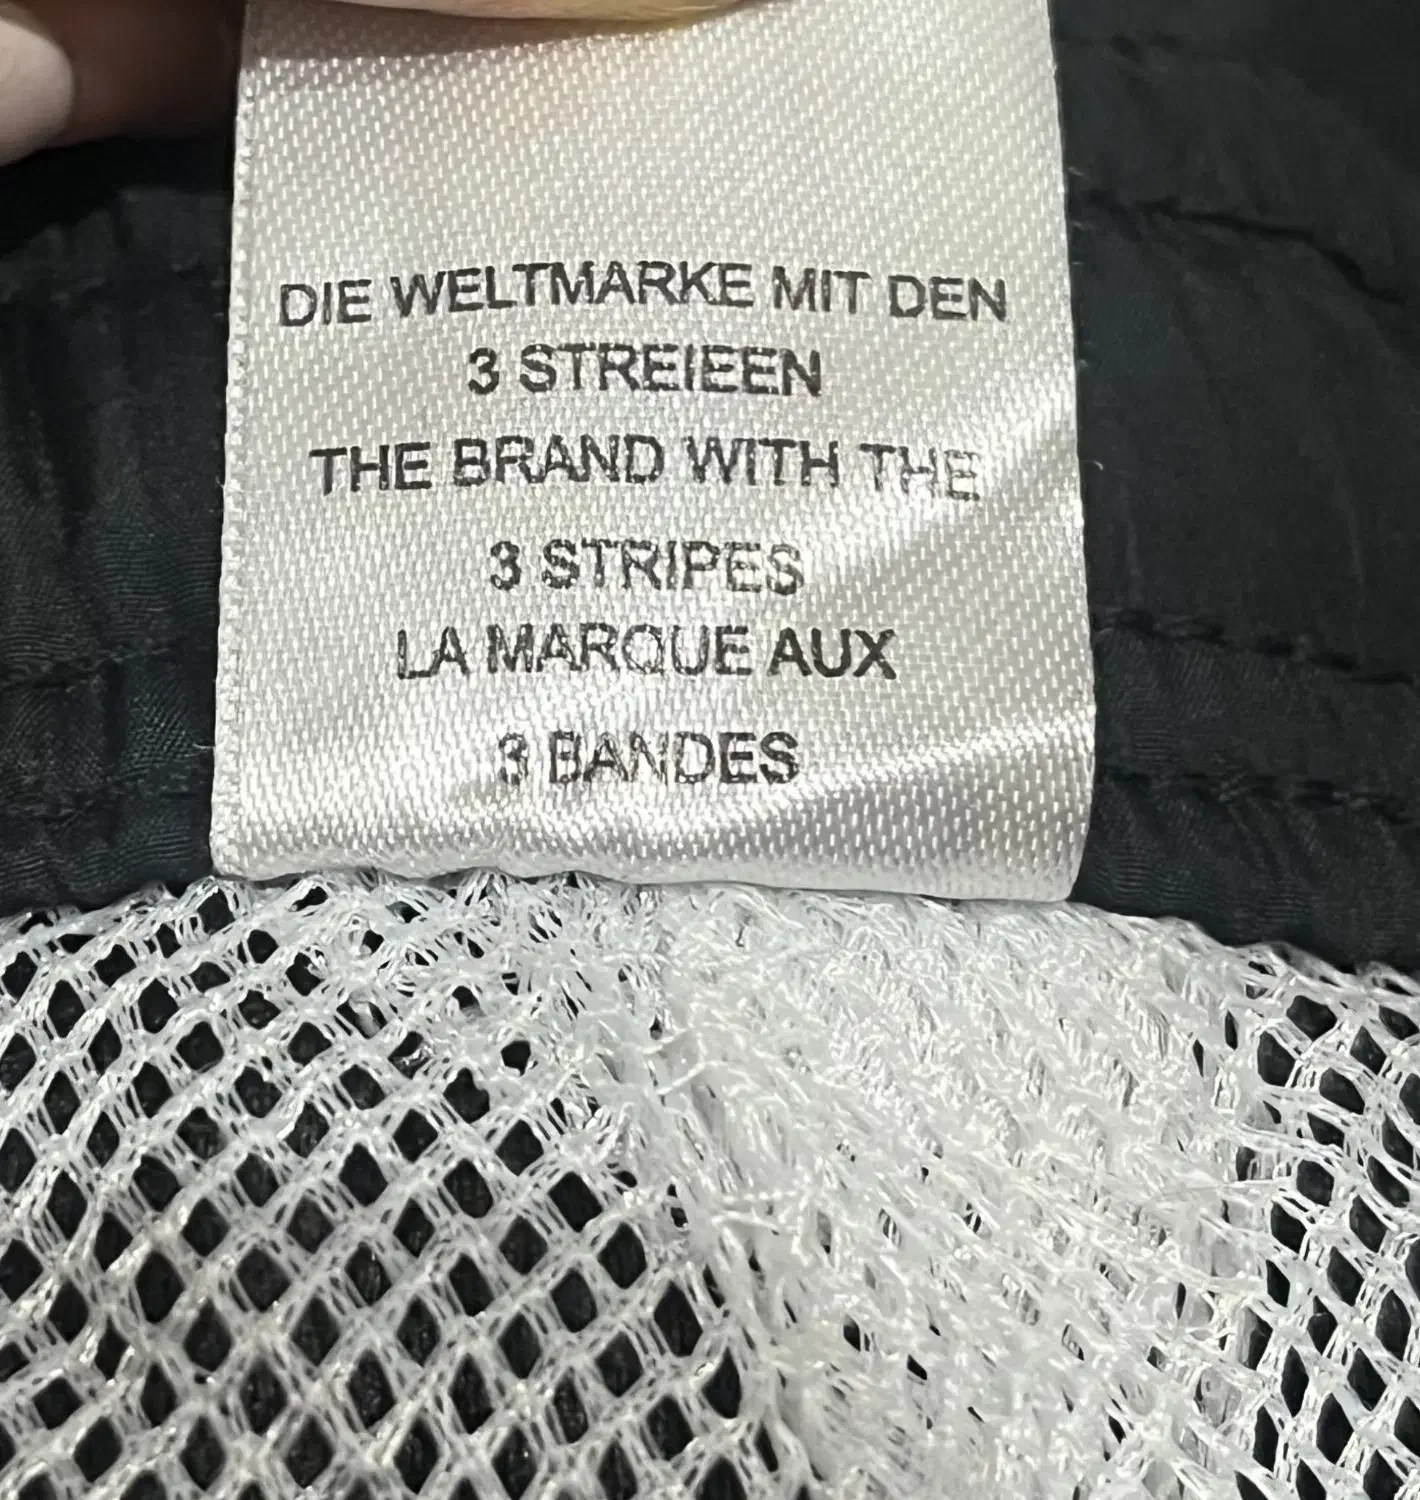 DIE WELTMARKE MIT DEN
3 STREIEEN
THE BRAND WITH THE
3 STRIPES
LA MARQUE AUX
3 BANDES